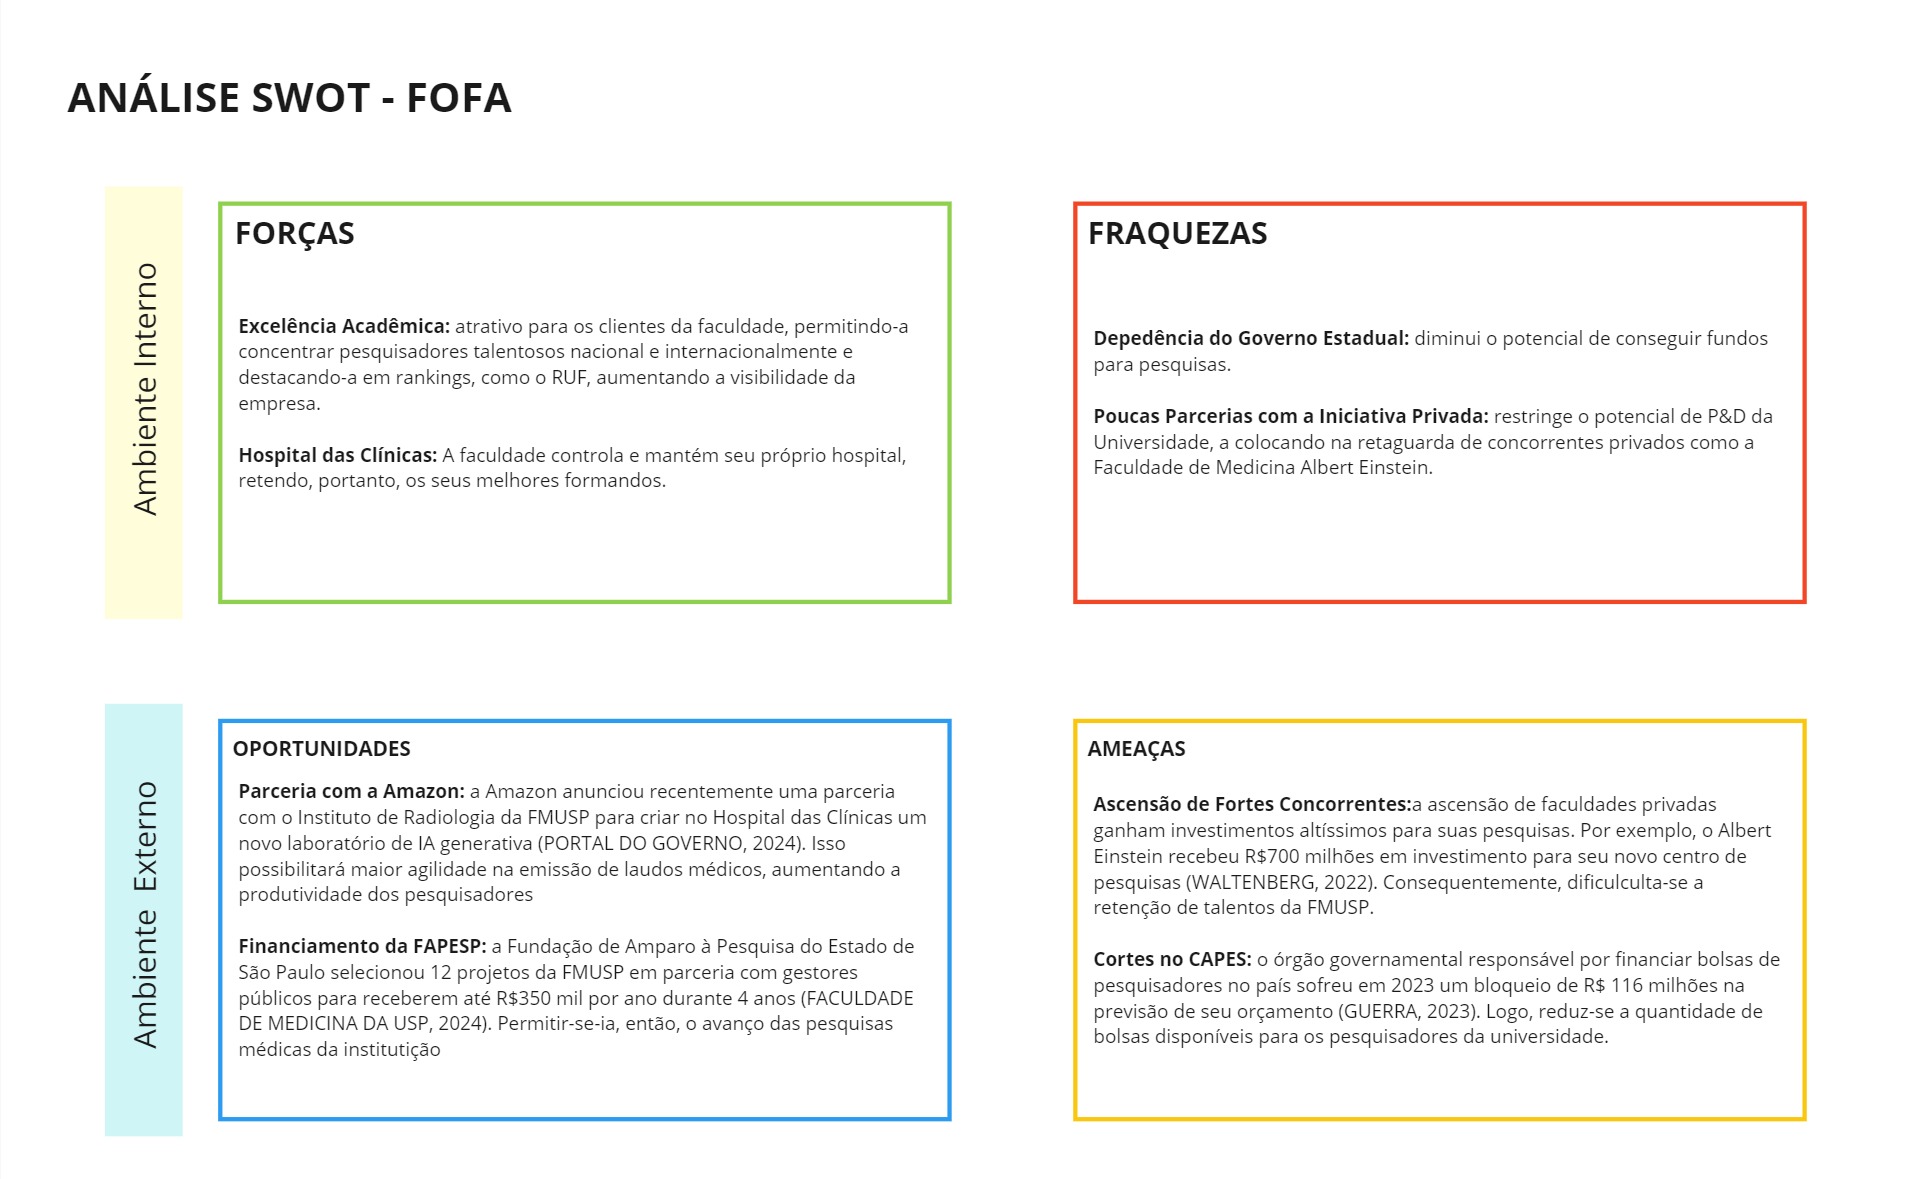 ANÁLISE SWOT - FOFA
Ambiente Interno
FORÇAS
Excelência Acadêmica: atrativo para os clientes da faculdade, permitindo-a
concentrar pesquisadores talentosos nacional e internacionalmente e
destacando-a em rankings, como o RUF, aumentando a visibilidade da
empresa.
Hospital das Clínicas: A faculdade controla e mantém seu próprio hospital,
retendo, portanto, os seus melhores formandos.
FRAQUEZAS
Depedência do Governo Estadual: diminui o potencial de conseguir fundos
para pesquisas.
Poucas Parcerias com a Iniciativa Privada: restringe o potencial de P&D da
Universidade, a colocando na retaguarda de concorrentes privados como a
Faculdade de Medicina Albert Einstein.
Ambiente Externo
OPORTUNIDADES
Parceria com a Amazon: a Amazon anunciou recentemente uma parceria
com o Instituto de Radiologia da FMUSP para criar no Hospital das Clínicas um
novo laboratório de IA generativa (PORTAL DO GOVERNO, 2024). Isso
possibilitará maior agilidade na emissão de laudos médicos, aumentando a
produtividade dos pesquisadores
Financiamento da FAPESP: a Fundação de Amparo à Pesquisa do Estado de
São Paulo selecionou 12 projetos da FMUSP em parceria com gestores
públicos para receberem até R$350 mil por ano durante 4 anos (FACULDADE
DE MEDICINA DA USP, 2024). Permitir-se-ia, então, o avanço das pesquisas
médicas da institutição
AMEAÇAS
Ascensão de Fortes Concorrentes:a ascensão de faculdades privadas
ganham investimentos altíssimos para suas pesquisas. Por exemplo, o Albert
Einstein recebeu R$700 milhões em investimento para seu novo centro de
pesquisas (WALTENBERG, 2022). Consequentemente, dificulculta-se a
retenção de talentos da FMUSP.
Cortes no CAPES: o órgão governamental responsável por financiar bolsas de
pesquisadores no país sofreu em 2023 um bloqueio de R$ 116 milhões na
previsão de seu orçamento (GUERRA, 2023). Logo, reduz-se a quantidade de
bolsas disponíveis para os pesquisadores da universidade.